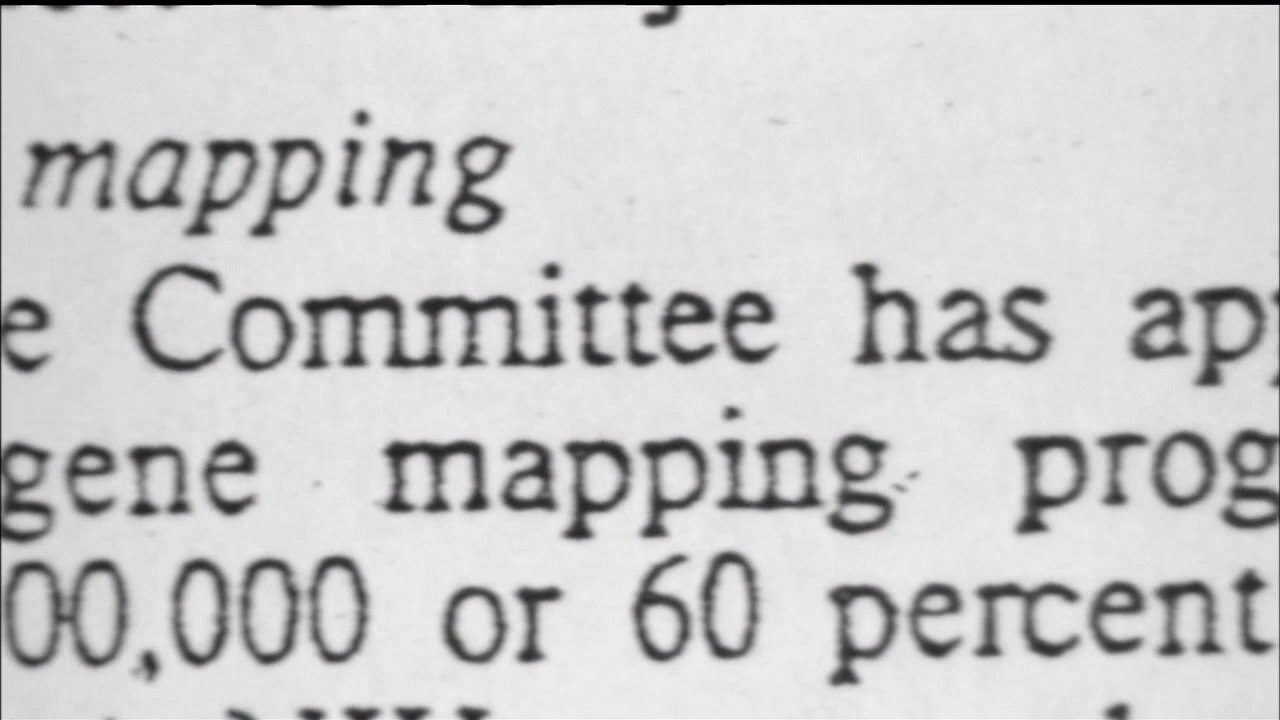 mapping
e Committee has ap
gene mapping prog
00,000 or 60 percent